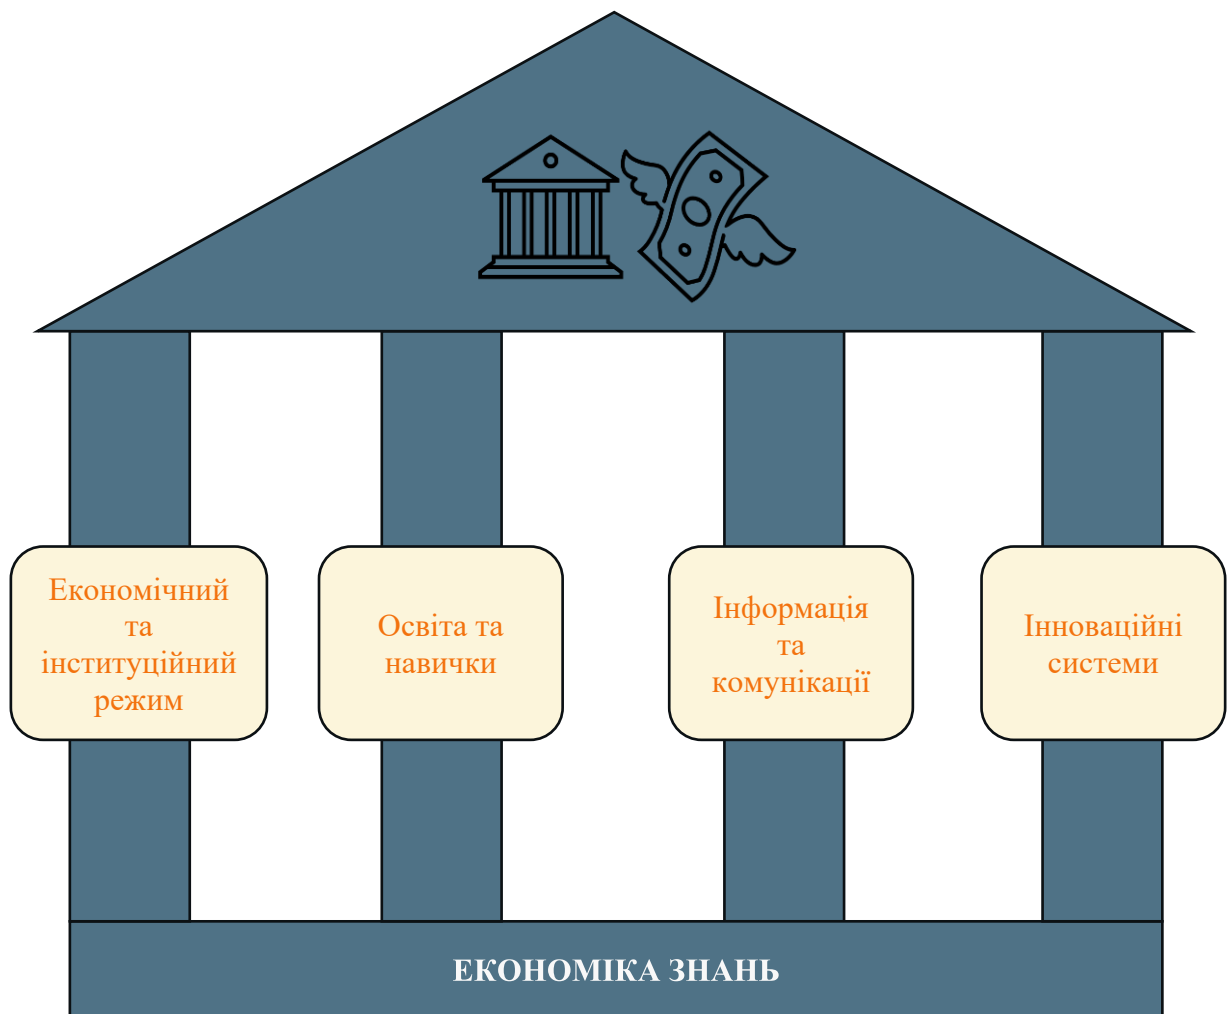 Економічний
та
інституційний
режим
Освіта та
навички
Інформація
та
комунікації
Інноваційні
системи
ЕКОНОМІКА ЗНАНЬ